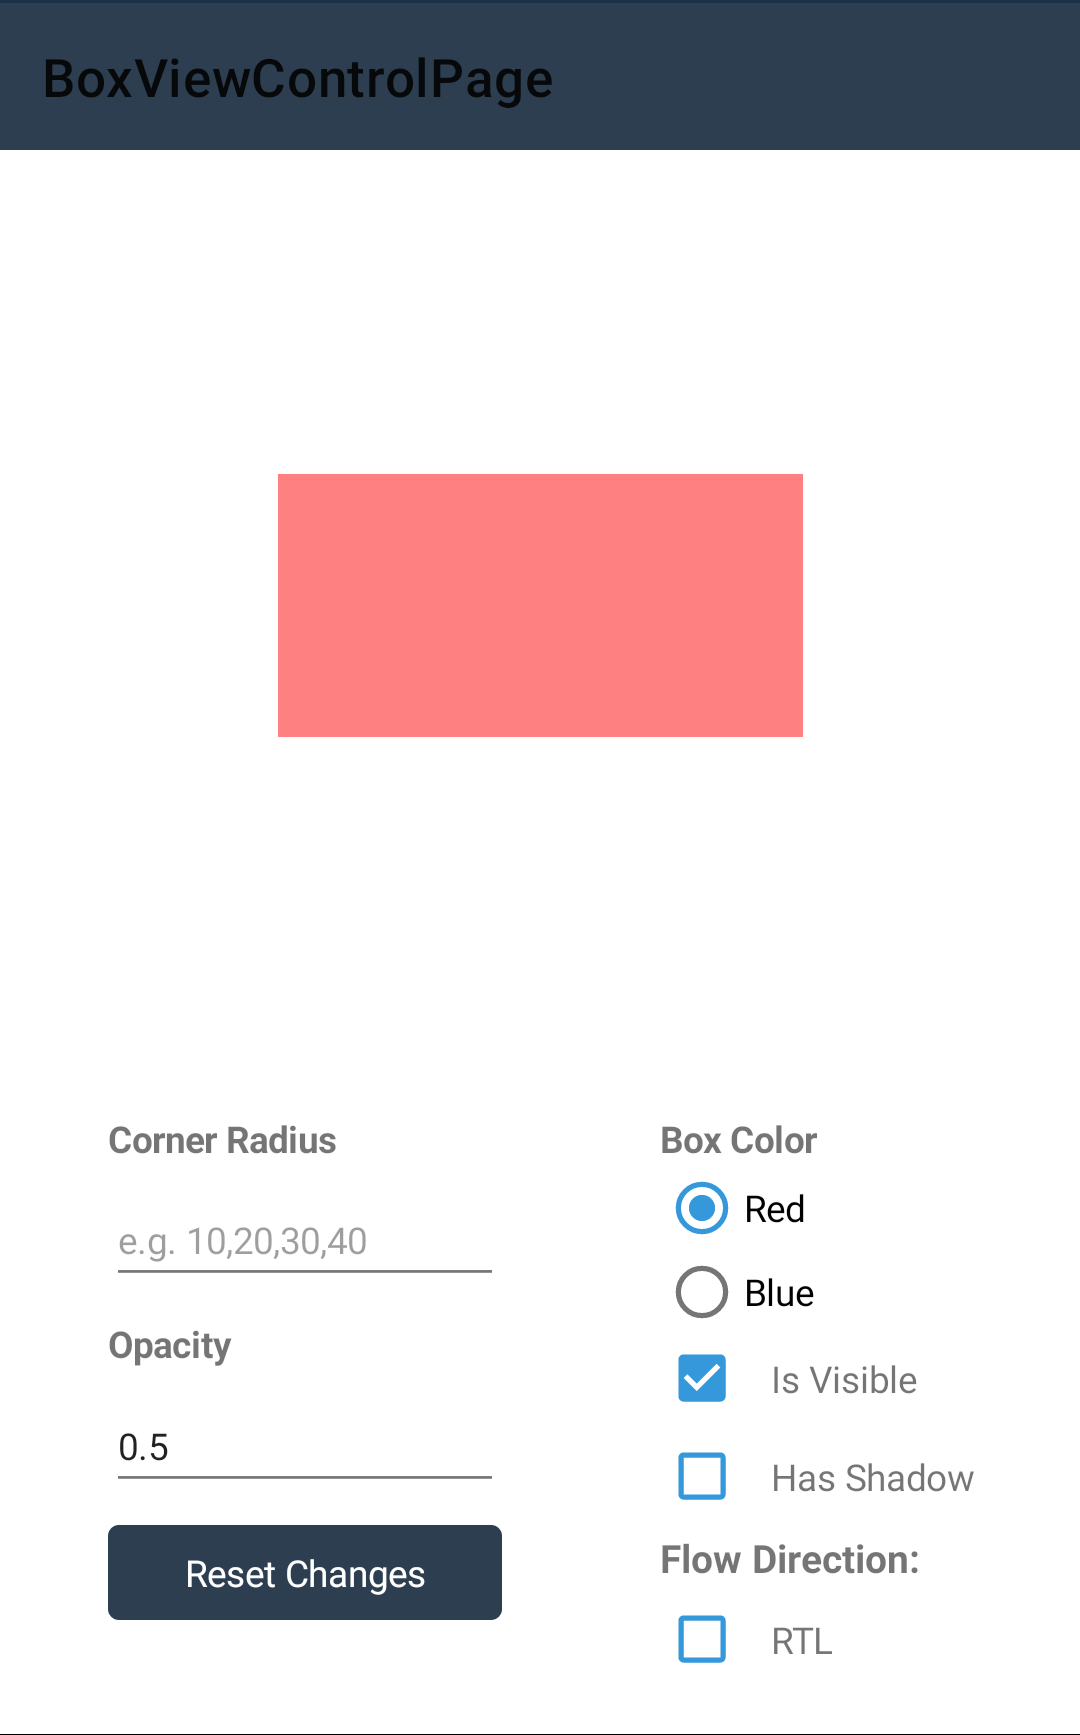 BoxViewControlPage
Corner Radius
e.g. 10,20,30,40
Opacity
0.5
Reset Changes
Box Color
Red
Blue
Is Visible
Has Shadow
Flow Direction:
RTL